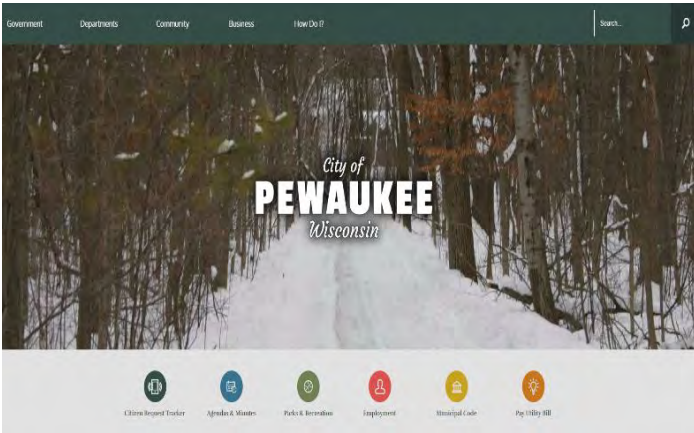 Government
Departments
Community
Business
How Do I?
Search...
City of
PEWAUKEE
Wisconsin
Citizen Request Tracker
Agendas & Minutes
Parks & Recreation
Employment
Municipal Code
Pay Utility Bill